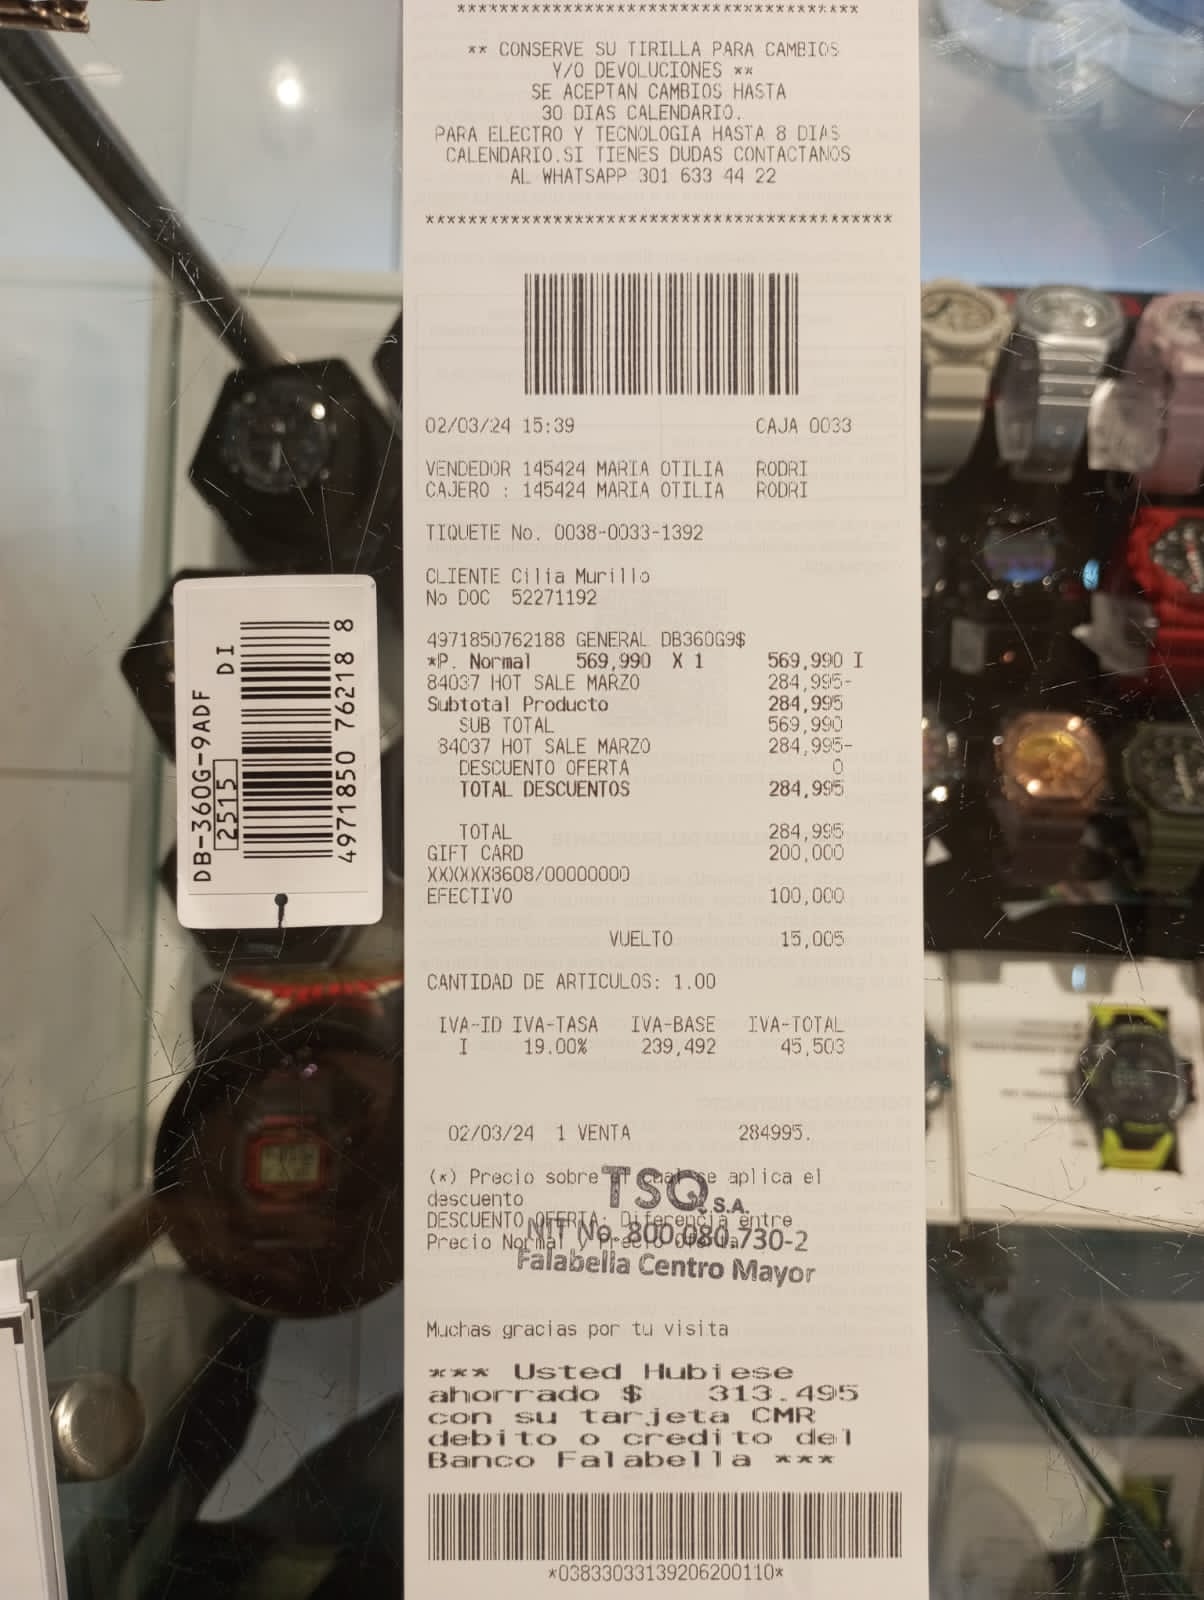 ******************************************
** CONSERVE SU TIRILLA PARA CAMBIOS
Y/O DEVOLUCIONES **
SE ACEPTAN CAMBIOS HASTA
30 DIAS CALENDARIO.
PARA ELECTRO Y TECNOLOGIA HASTA 8 DIAS
CALENDARIO.SI TIENES DUDAS CONTACTANOS
AL WHATSAPP 301 633 44 22
********************************************
02/03/24 15:39 CAJA 0033
VENDEDOR 145424 MARIA OTILIA RODRI
CAJERO : 145424 MARIA OTILIA RODRI
TIQUETE No. 0038-0033-1392
CLIENTE Cilia Murillo
No DOC 52271192
4971850762188 GENERAL DB360G9$
*P. Normal 569,990 X 1 569,990 I
84037 HOT SALE MARZO 284,995-
Subtotal Producto 284,995
SUB TOTAL 569,990
84037 HOT SALE MARZO 284,995-
DESCUENTO OFERTA 0
TOTAL DESCUENTOS 284,995
TOTAL 284,995
GIFT CARD 200,000
XXXXXX8608/00000000
EFECTIVO 100,000
VUELTO 15,005
CANTIDAD DE ARTICULOS: 1.00
IVA-ID IVA-TASA IVA-BASE IVA-TOTAL
I 19.00% 239,492 45,503
02/03/24 1 VENTA 284995.
(*) Precio sobre el cual se aplica el
descuento
DESCUENTO OFERTA: Diferencia entre
Precio Normal y Precio Oferta
TSQ S.A.
NIT No. 800.080.730-2
Falabella Centro Mayor
Muchas gracias por tu visita
*** Usted Hubiese
ahorrado $ 313.495
con su tarjeta CMR
debito o credito del
Banco Falabella ***
*03833033139206200110*
DB-360G-9ADF
2515 DI
4971850 76218 8